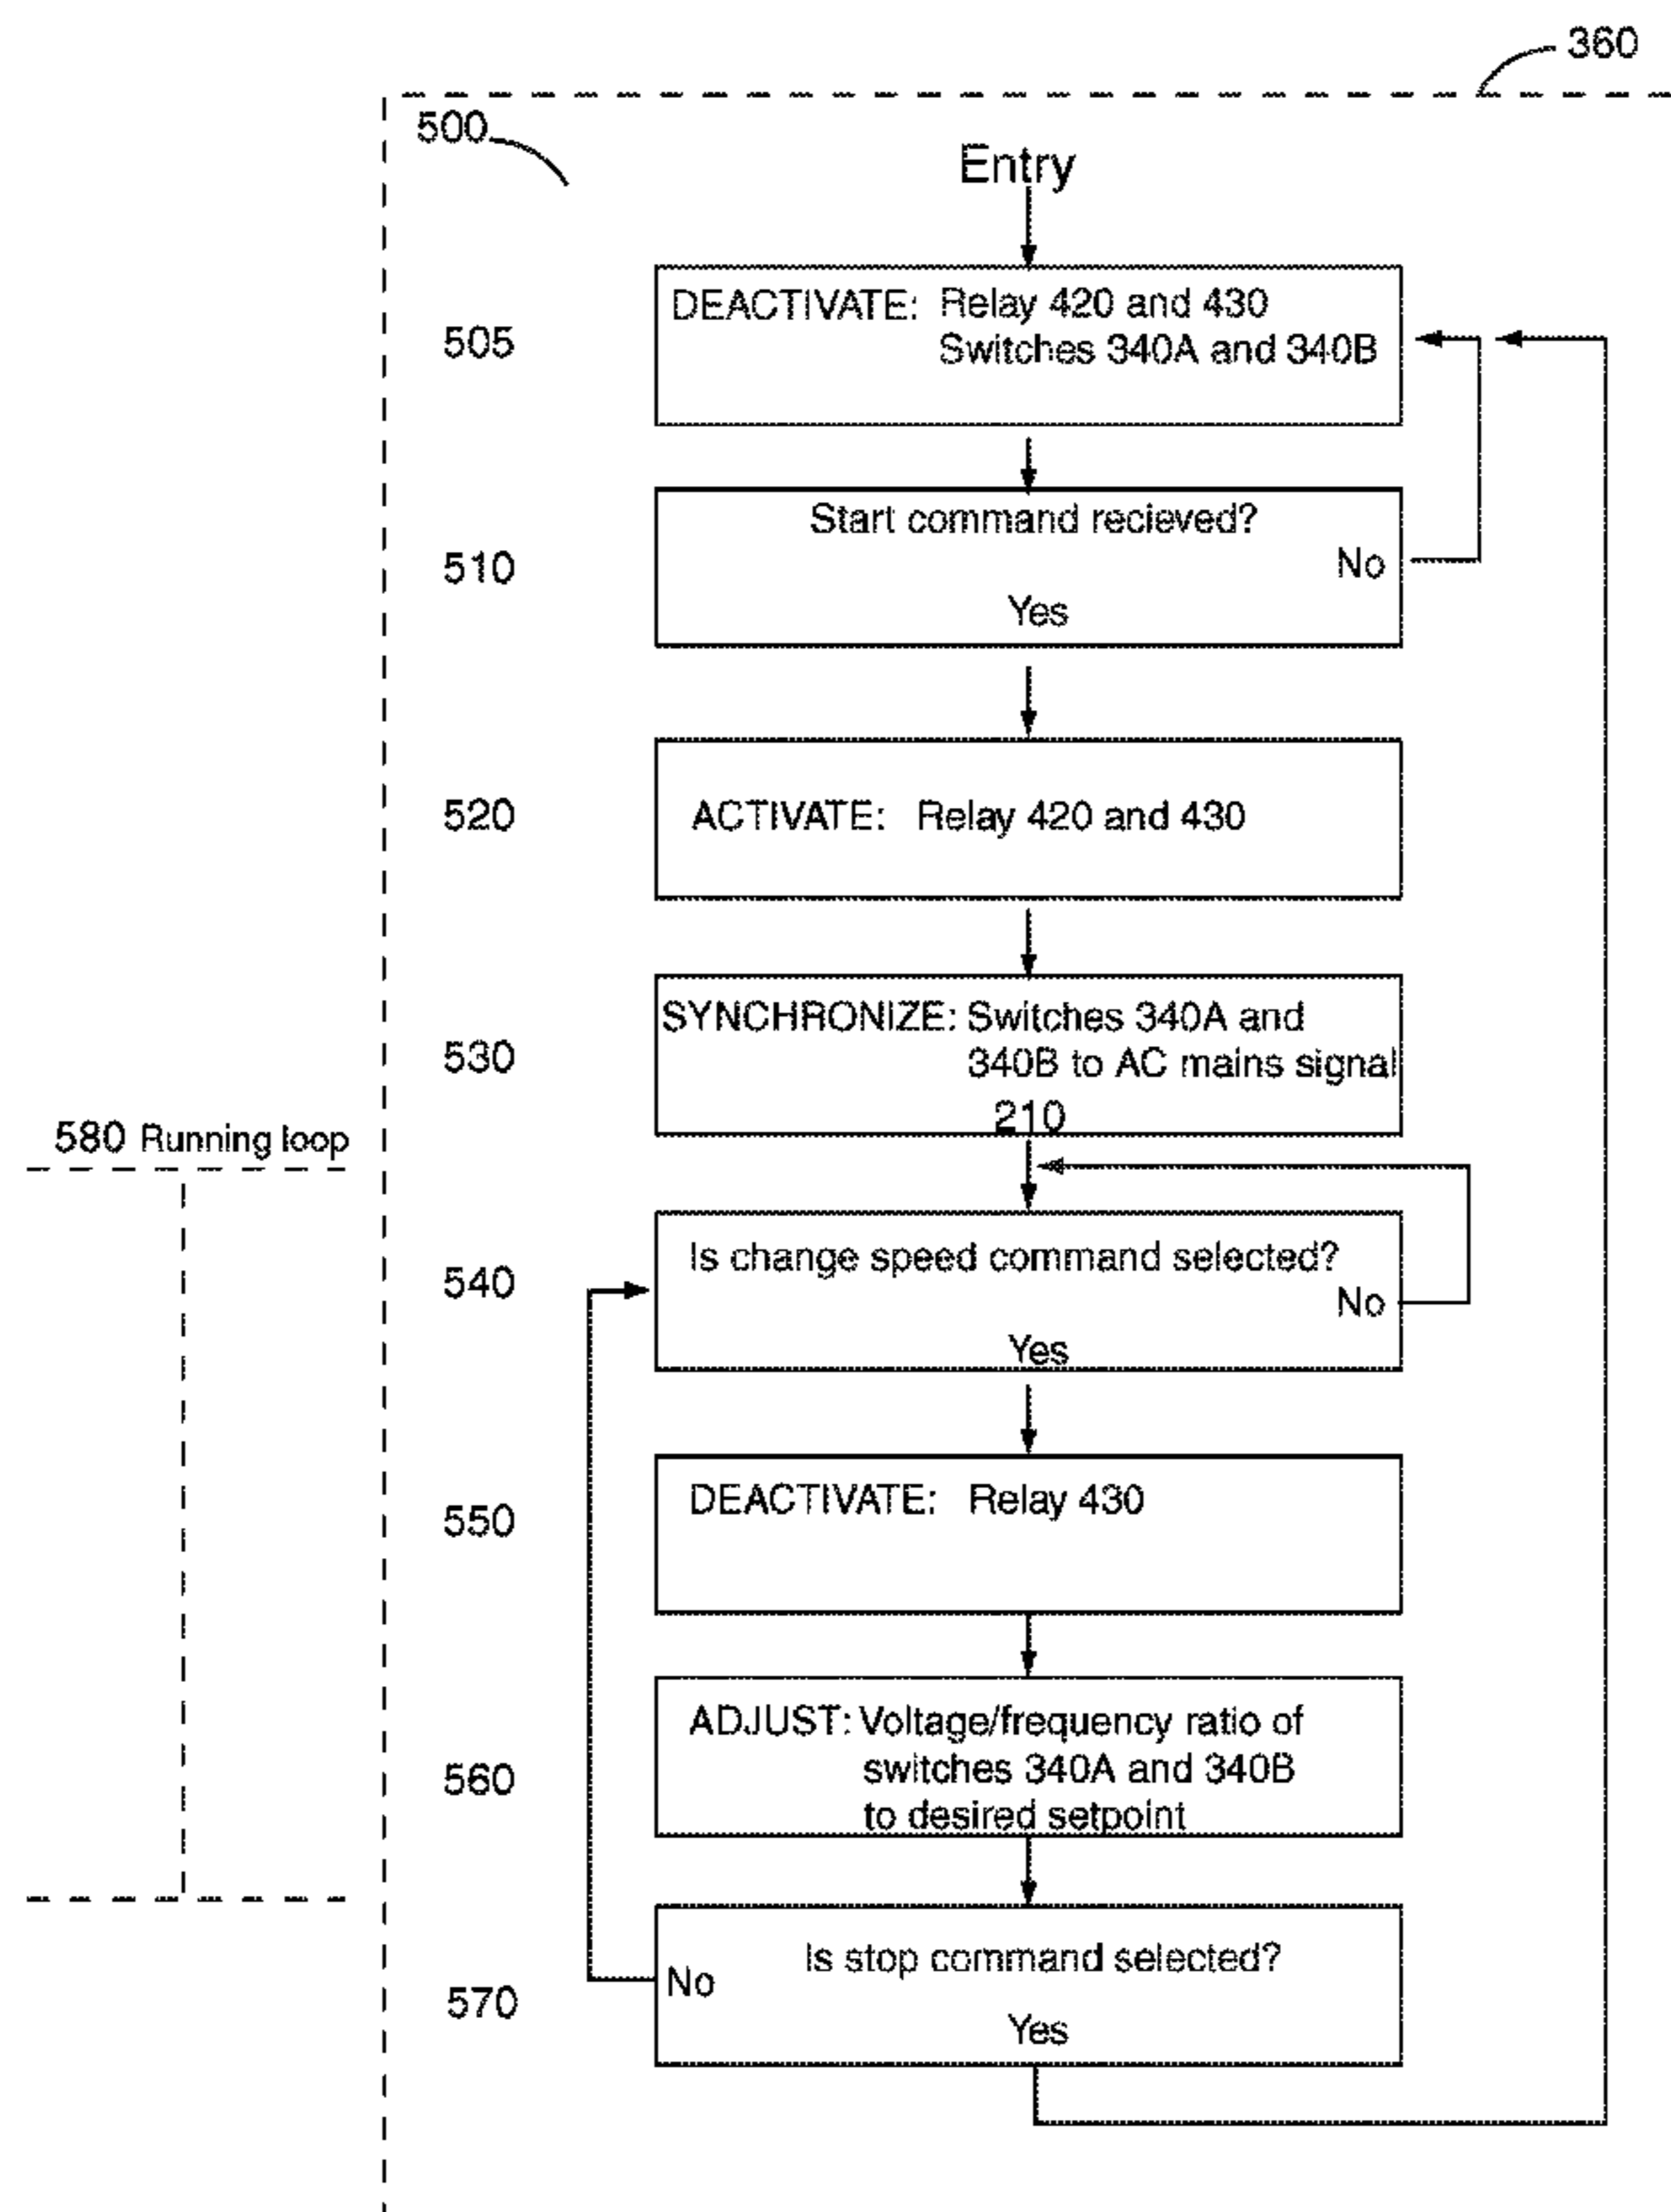 360
500
Entry
505
DEACTIVATE: Relay 420 and 430
Switches 340A and 340B
510
Start command recieved?
No
Yes
520
ACTIVATE: Relay 420 and 430
530
SYNCHRONIZE: Switches 340A and
340B to AC mains signal
210
580 Running loop
540
Is change speed command selected?
No
Yes
550
DEACTIVATE: Relay 430
560
ADJUST: Voltage/frequency ratio of
switches 340A and 340B
to desired setpoint
570
Is stop command selected?
No
Yes